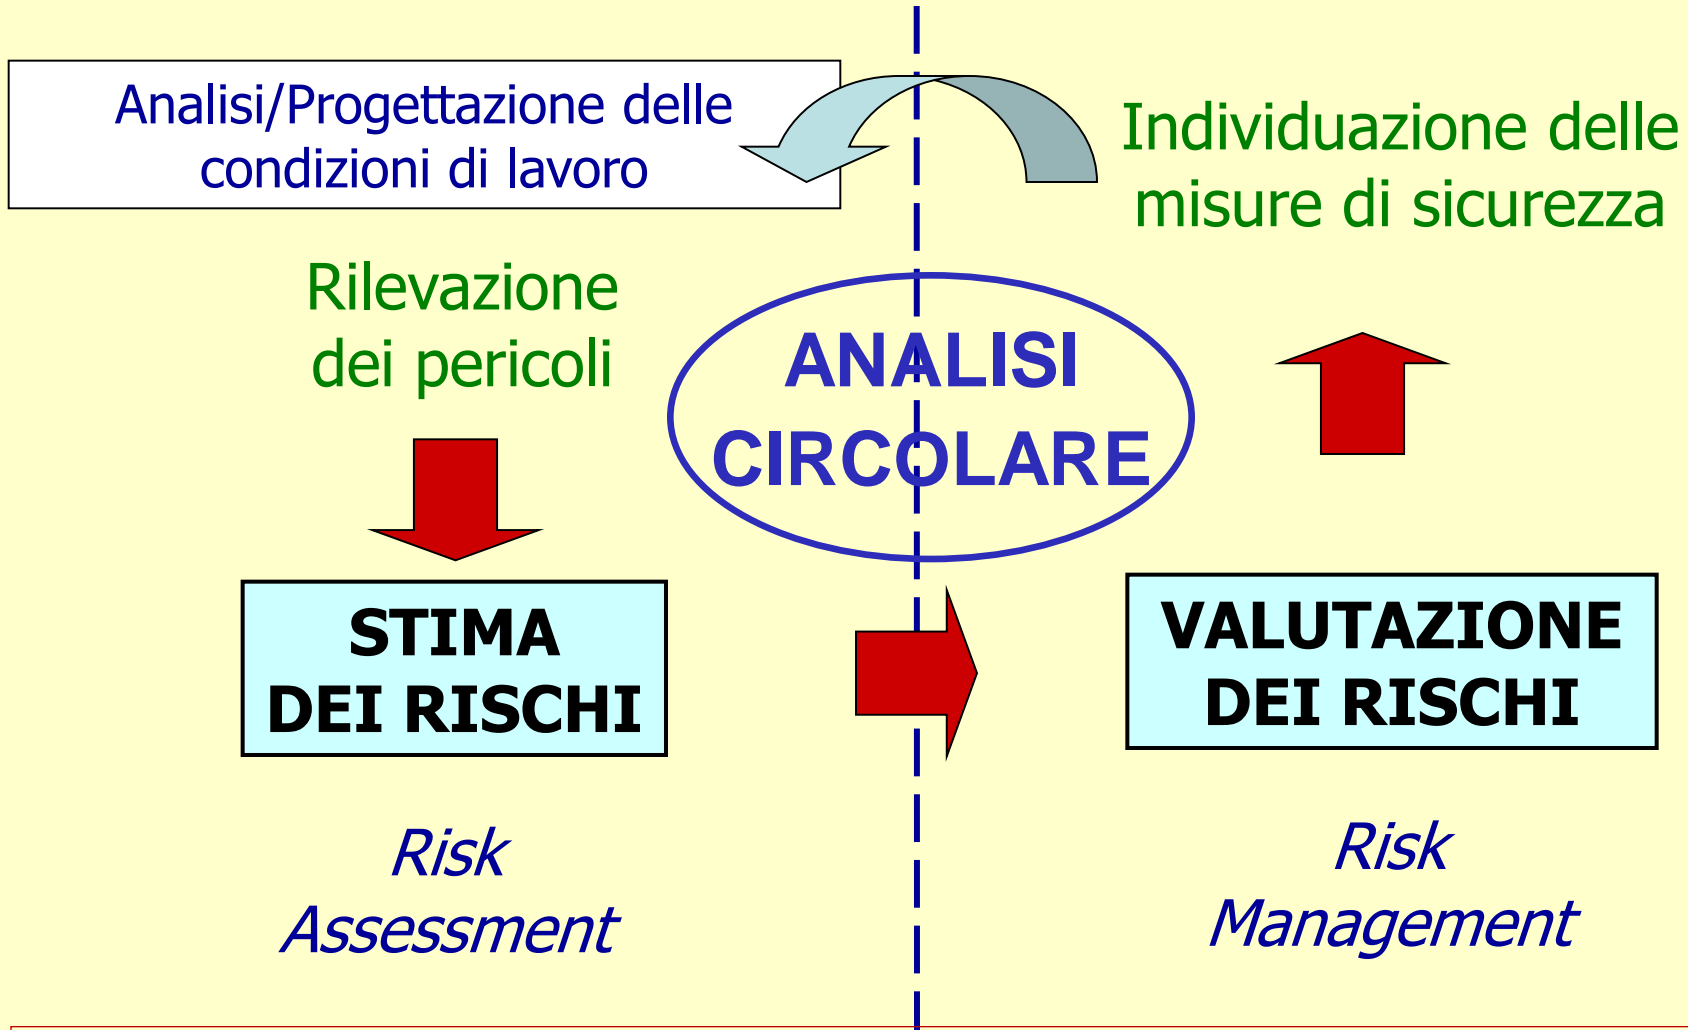 Analisi/Progettazione delle
condizioni di lavoro
Rilevazione
dei pericoli
STIMA
DEI RISCHI
Risk
Assessment
ANALISI
CIRCOLARE
Individuazione delle
misure di sicurezza
VALUTAZIONE
DEI RISCHI
Risk
Management